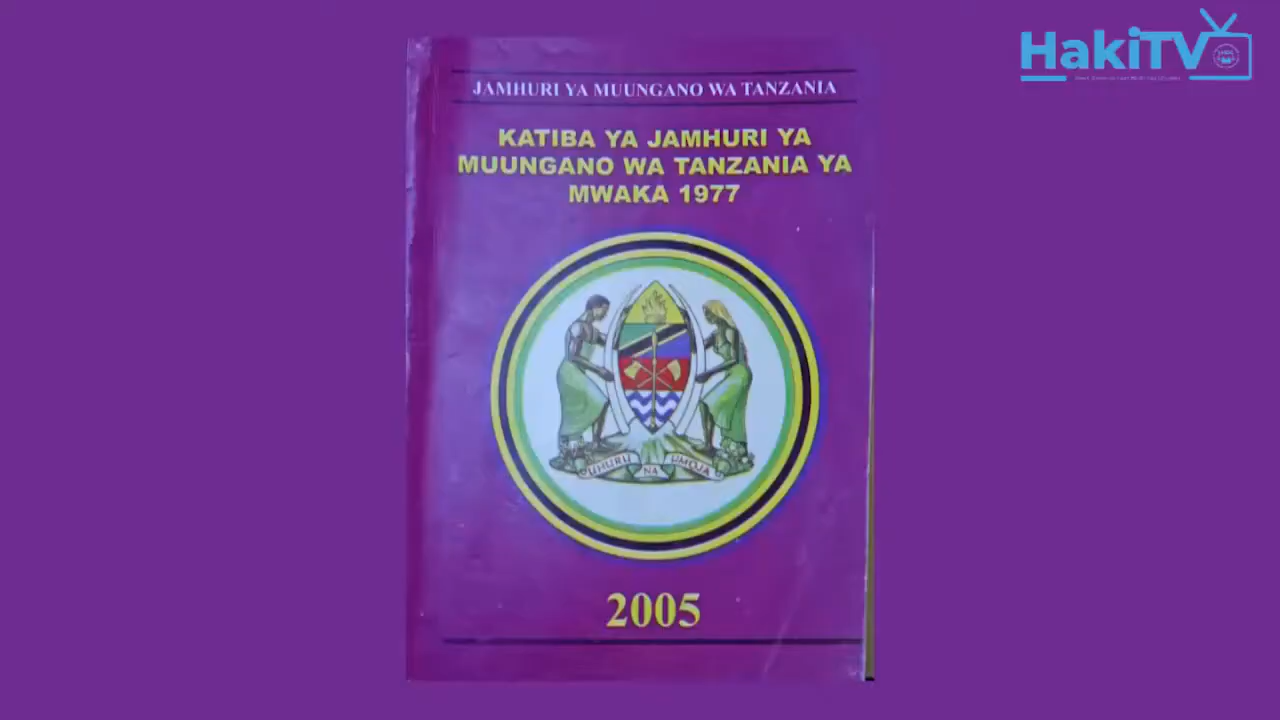 HakiTV
JAMHURI YA MUUNGANO WA TANZANIA
KATIBA YA JAMHURI YA
MUUNGANO WA TANZANIA YA
MWAKA 1977
UHURU NA UMOJA
2005